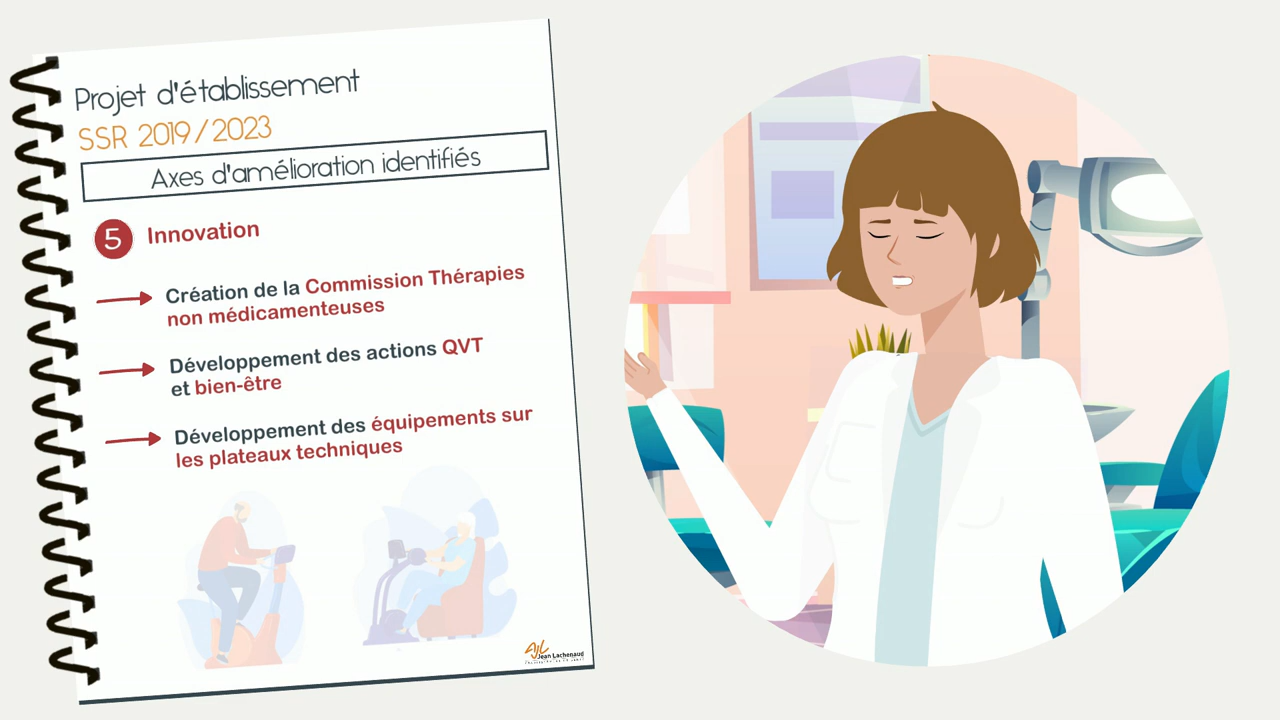 Projet d'établissement
SSR 2019/2023
Axes d'amélioration identifiés
5 Innovation
Création de la Commission Thérapies
non médicamenteuses
Développement des actions QVT
et bien-être
Développement des équipements sur
les plateaux techniques
AJL
Jean Lachenaud